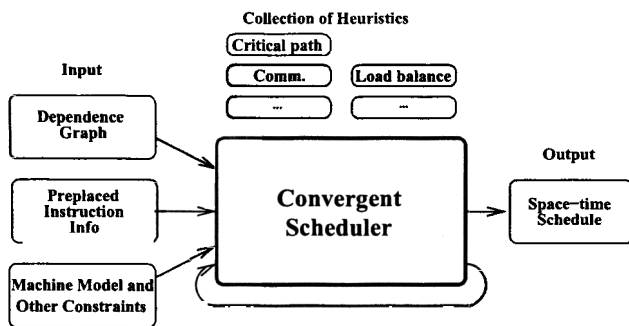 Collection of Heuristics
Critical path
Input
Comm.
Load balance
...
...
Dependence
Graph
Output
Preplaced
Instruction
Info
Convergent
Scheduler
Space-time
Schedule
Machine Model and
Other Constraints